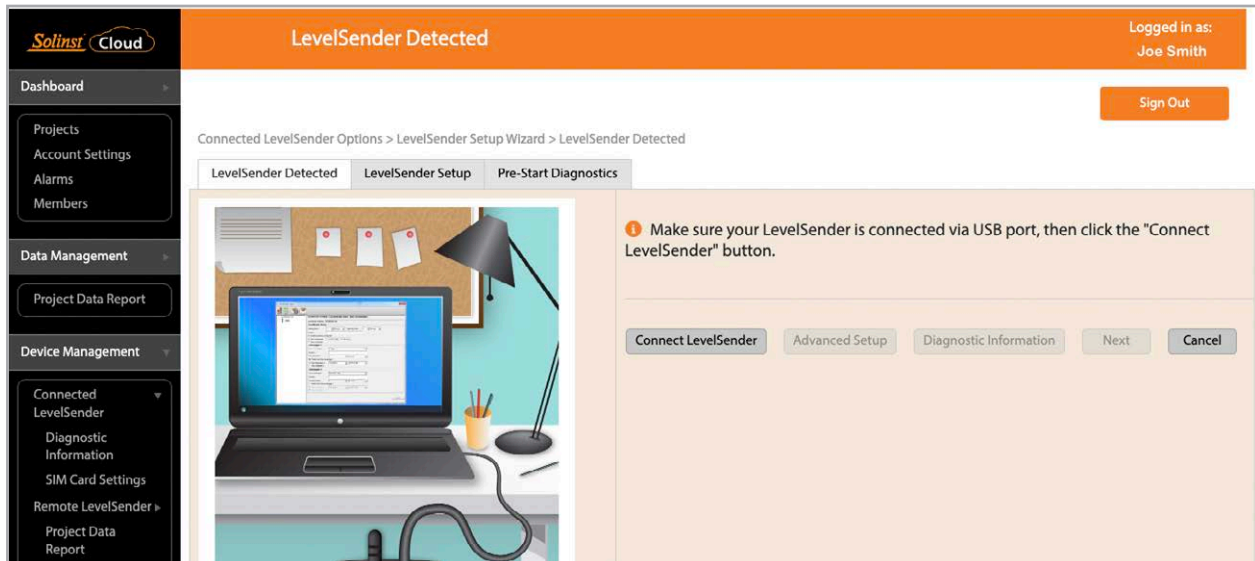 Solinst Cloud
LevelSender Detected
Logged in as:
Joe Smith
Sign Out
Dashboard
Projects
Account Settings
Alarms
Members
Data Management
Project Data Report
Device Management
Connected
LevelSender
Diagnostic
Information
SIM Card Settings
Remote LevelSender
Project Data
Report
Connected LevelSender Options > LevelSender Setup Wizard > LevelSender Detected
LevelSender Detected
LevelSender Setup
Pre-Start Diagnostics
Make sure your LevelSender is connected via USB port, then click the "Connect
LevelSender" button.
Connect LevelSender
Advanced Setup
Diagnostic Information
Next
Cancel